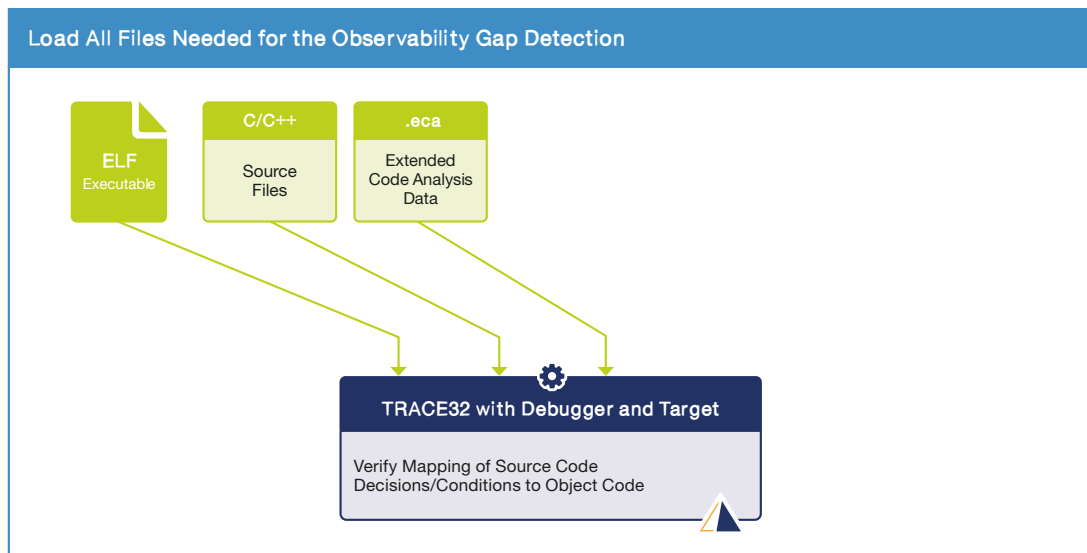 Load All Files Needed for the Observability Gap Detection
ELF
Executable
C/C++
Source
Files
.eca
Extended
Code Analysis
Data
TRACE32 with Debugger and Target
Verify Mapping of Source Code
Decisions/Conditions to Object Code